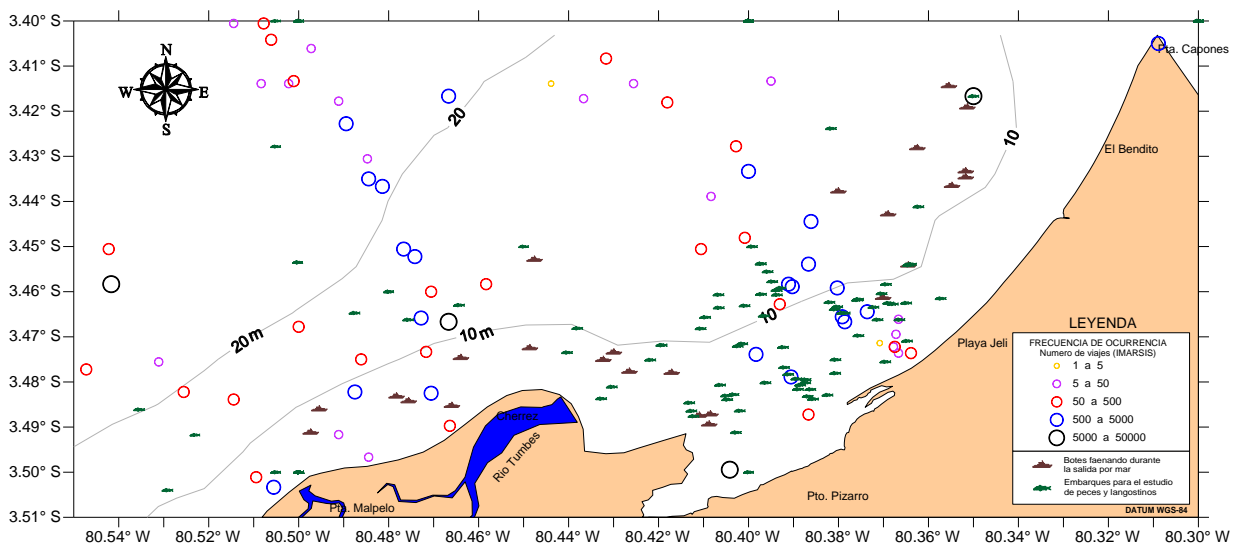 3.40° S
3.41° S
3.42° S
3.43° S
3.44° S
3.45° S
3.46° S
3.47° S
3.48° S
3.49° S
3.50° S
3.51° S
N
W E
S
20
10
20 m
10 m
10
Pta. Capones
El Bendito
Playa Jeli
Cherrez
Rio Tumbes
Pta. Malpelo
Pto. Pizarro
LEYENDA
FRECUENCIA DE OCURRENCIA
Numero de viajes (IMARSIS)
1 a 5
5 a 50
50 a 500
500 a 5000
5000 a 50000
Botes faenando durante
la salida por mar
Embarques para el estudio
de peces y langostinos
DATUM WGS-84
80.54° W 80.52° W 80.50° W 80.48° W 80.46° W 80.44° W 80.42° W 80.40° W 80.38° W 80.36° W 80.34° W 80.32° W 80.30° W